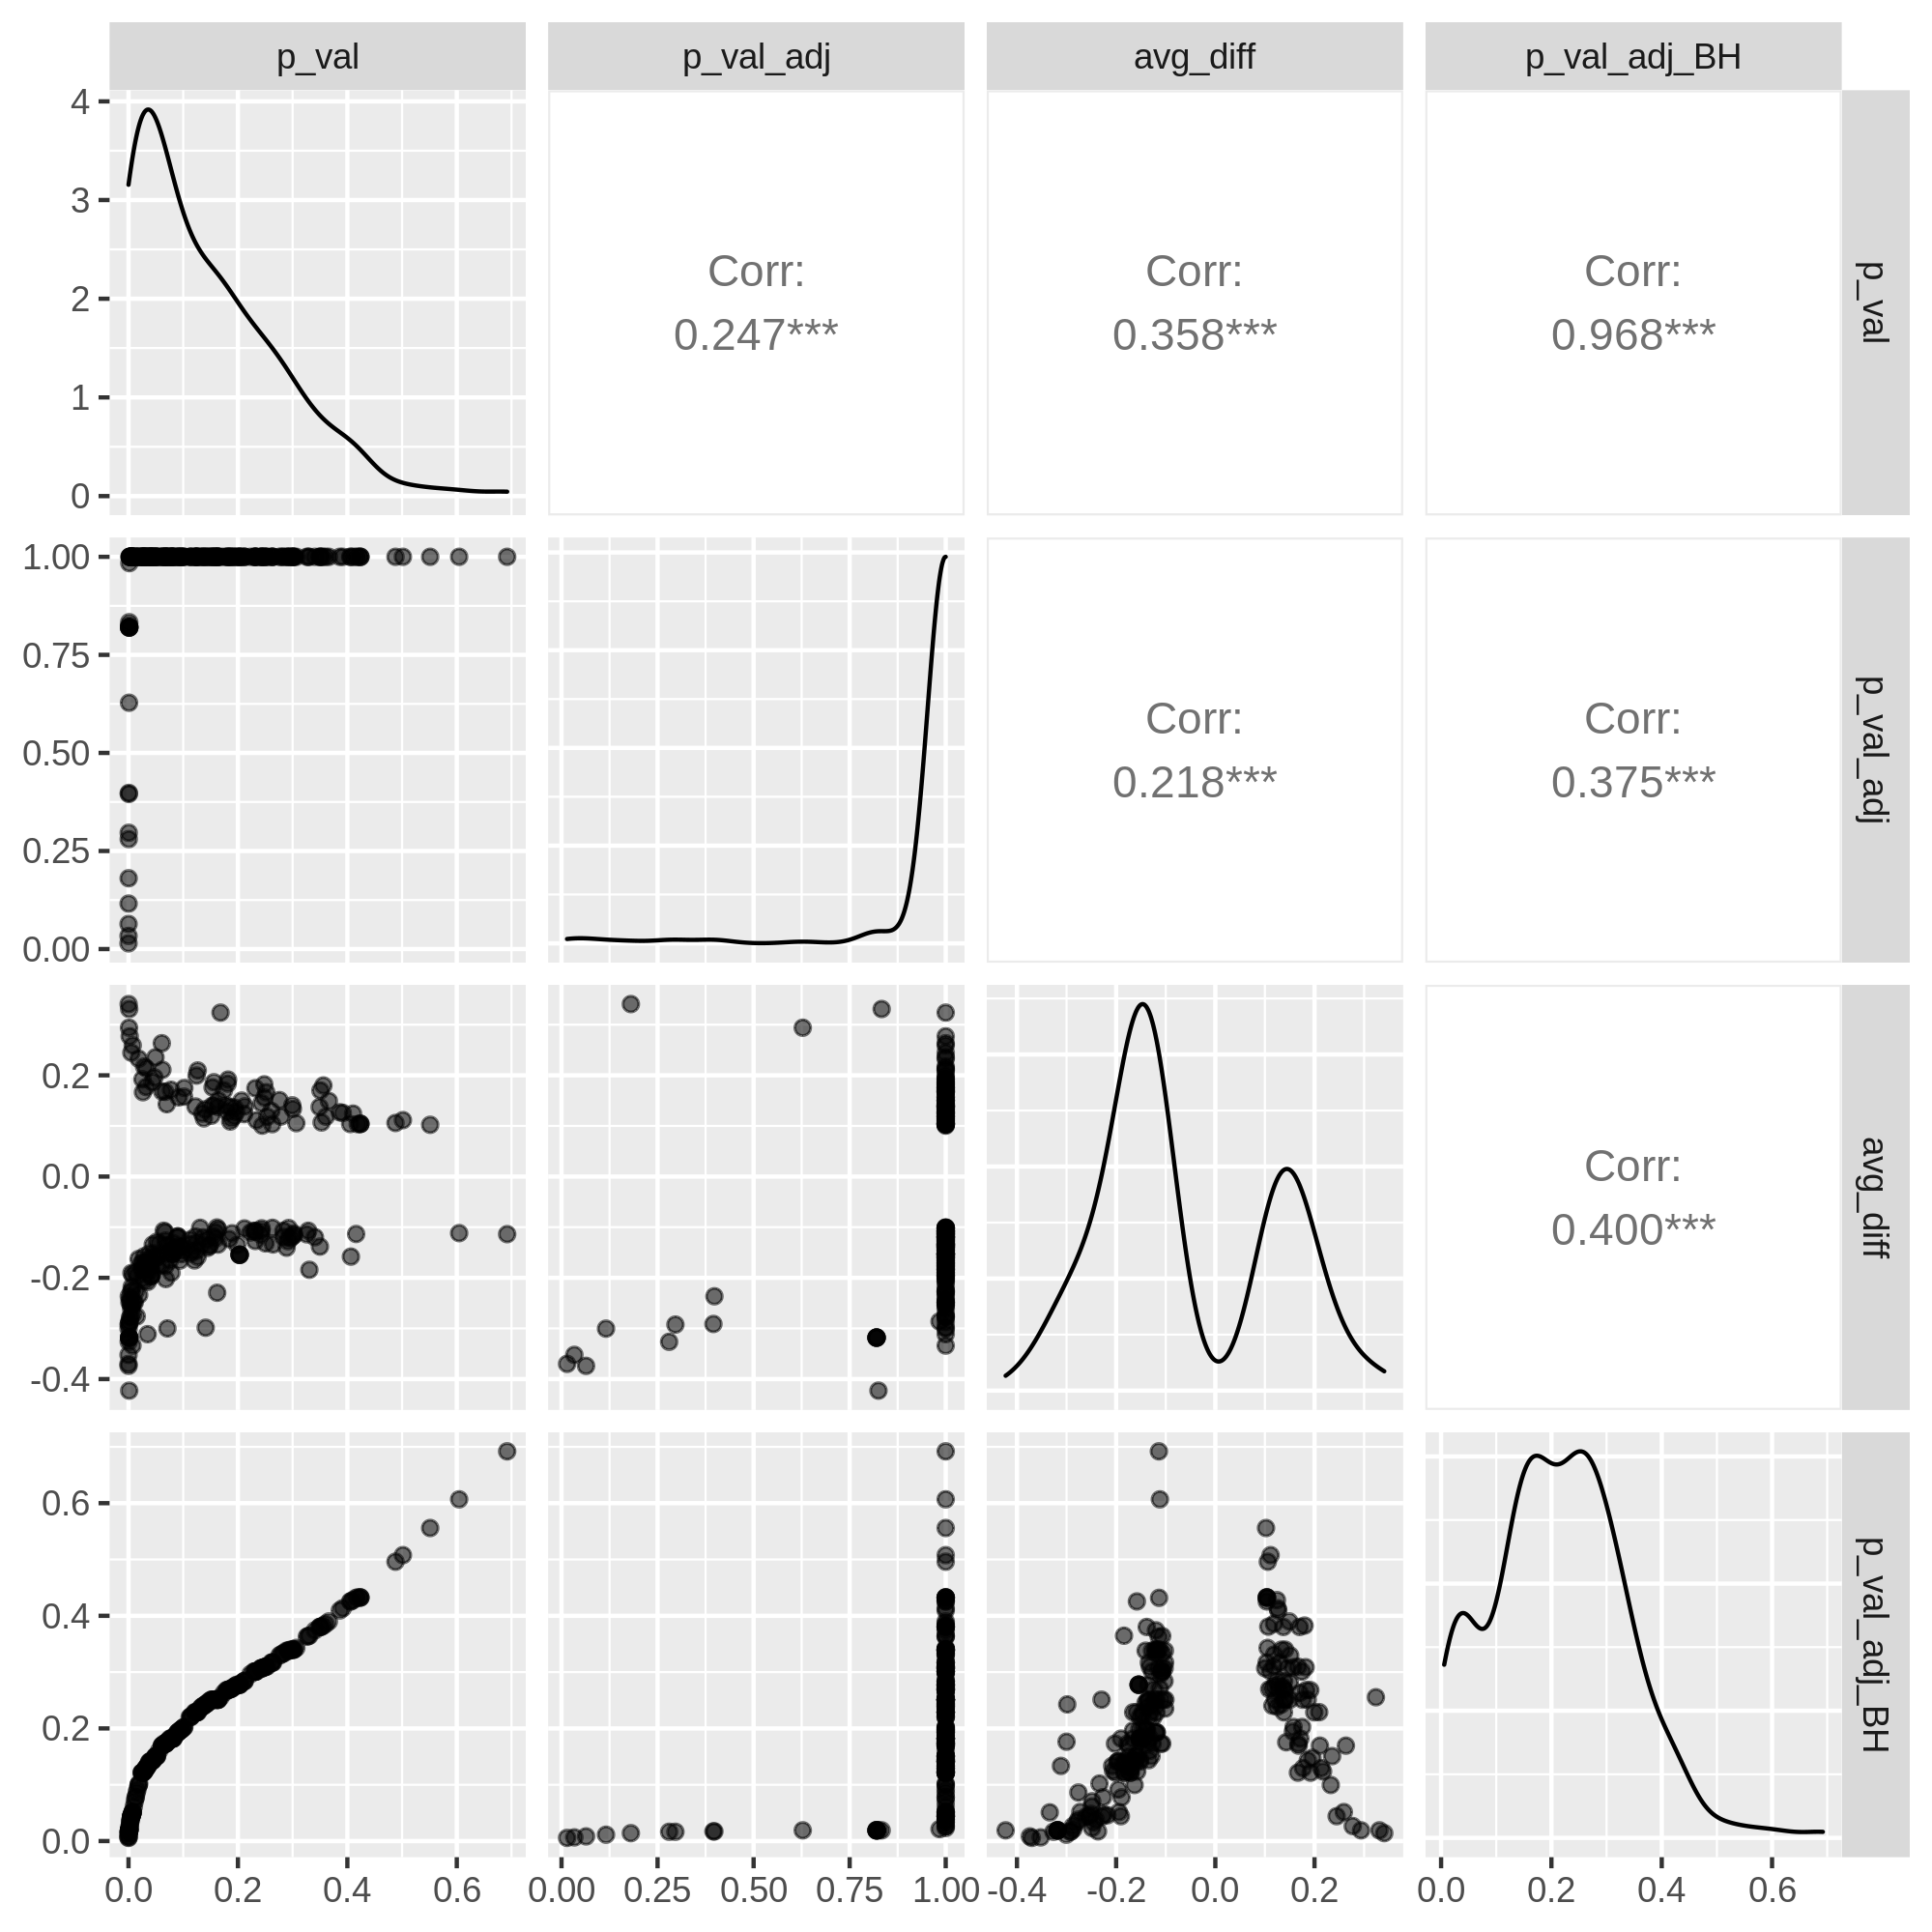 p_val p_val_adj avg_diff p_val_adj_BH
4
3
2
1
0
Corr:
0.247***
Corr:
0.358***
Corr:
0.968***
p_val
1.00
0.75
0.50
0.25
0.00
Corr:
0.218***
Corr:
0.375***
p_val_adj
0.2
0.0
-0.2
-0.4
Corr:
0.400***
avg_diff
0.6
0.4
0.2
0.0
p_val_adj_BH
0.0 0.2 0.4 0.6 0.00 0.25 0.50 0.75 1.00 -0.4 -0.2 0.0 0.2 0.0 0.2 0.4 0.6